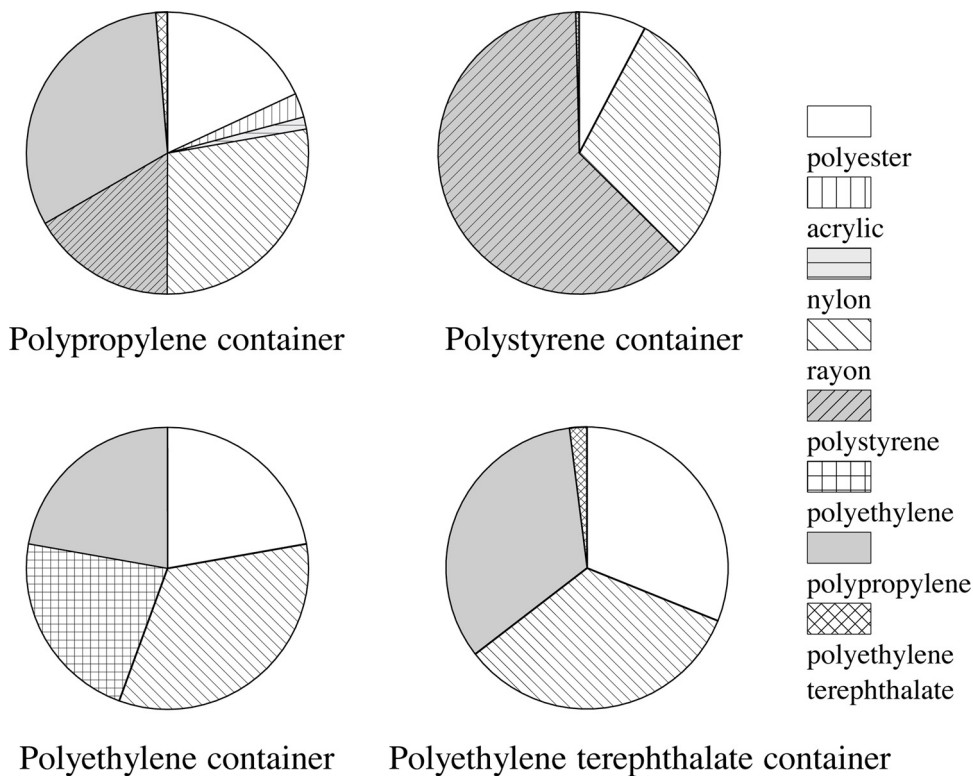 Polypropylene container
Polystyrene container
Polyethylene container
Polyethylene terephthalate container
polyester
acrylic
nylon
rayon
polystyrene
polyethylene
polypropylene
polyethylene
terephthalate